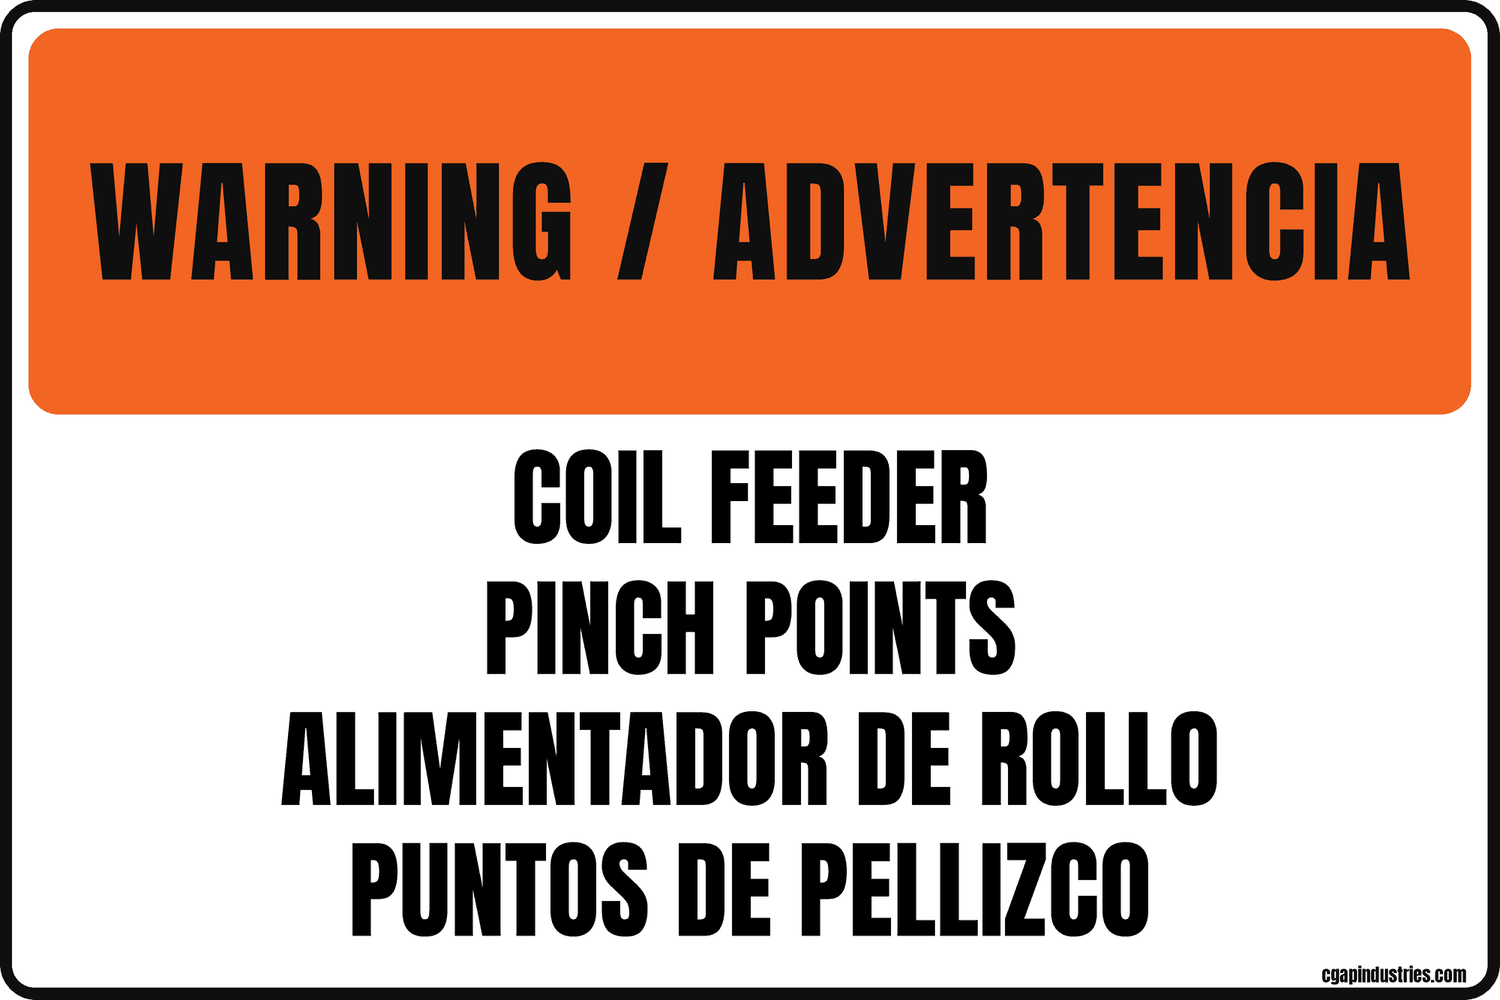 WARNING / ADVERTENCIA
COIL FEEDER
PINCH POINTS
ALIMENTADOR DE ROLLO
PUNTOS DE PELLIZCO
cgapindustries.com